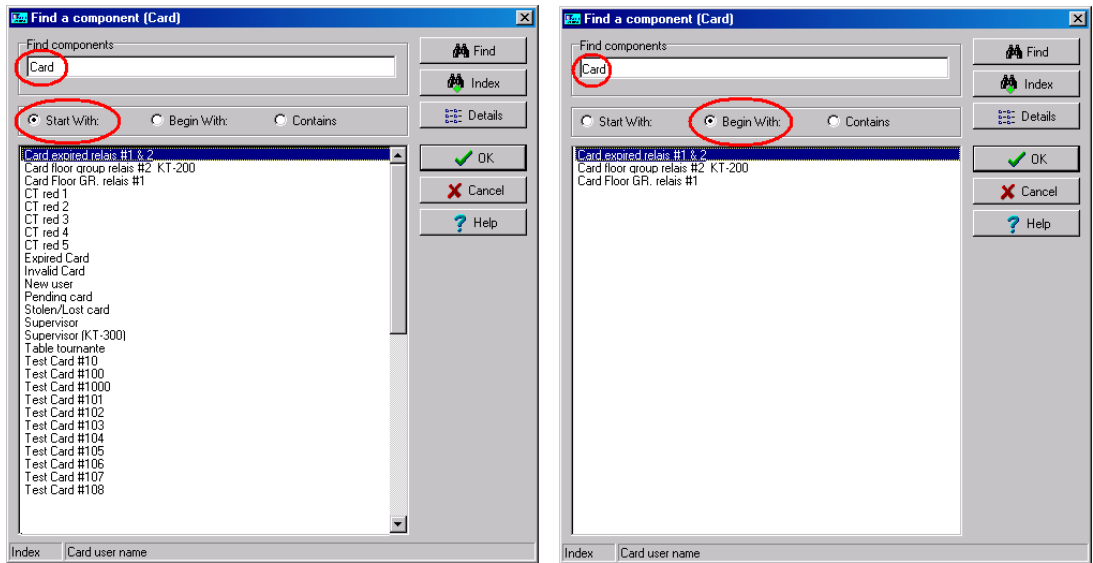 Find a component (Card)
Find components
Card
Find
Index
Start With:
Begin With:
Contains
Details
Card expired relais #1 & 2
Card floor group relais #2 KT-200
Card Floor GR. relais #1
CT red 1
CT red 2
CT red 3
CT red 4
CT red 5
Expired Card
Invalid Card
New user
Pending card
Stolen/Lost card
Supervisor
Supervisor (KT-300)
Table tournante
Test Card #10
Test Card #100
Test Card #1000
Test Card #101
Test Card #102
Test Card #103
Test Card #104
Test Card #105
Test Card #106
Test Card #107
Test Card #108
OK
Cancel
Help
Index
Card user name
Find a component (Card)
Find components
Card
Find
Index
Start With:
Begin With:
Contains
Details
Card expired relais #1 & 2
Card floor group relais #2 KT-200
Card Floor GR. relais #1
OK
Cancel
Help
Index
Card user name